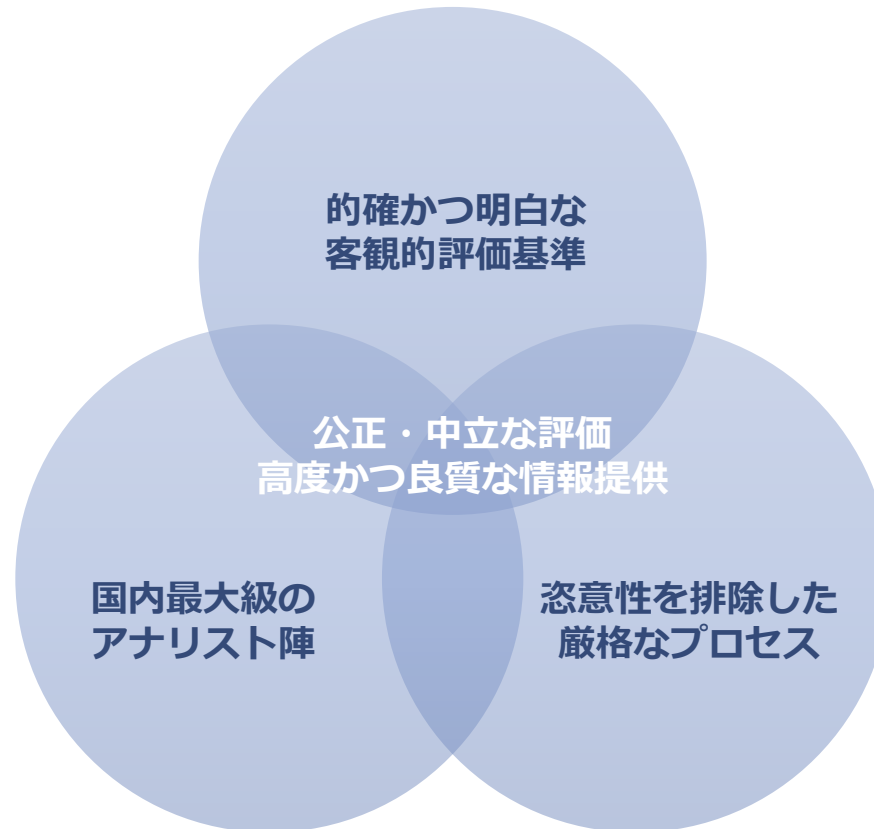 的確かつ明白な
客観的評価基準
公正・中立な評価
高度かつ良質な情報提供
国内最大級の
アナリスト陣
恣意性を排除した
厳格なプロセス